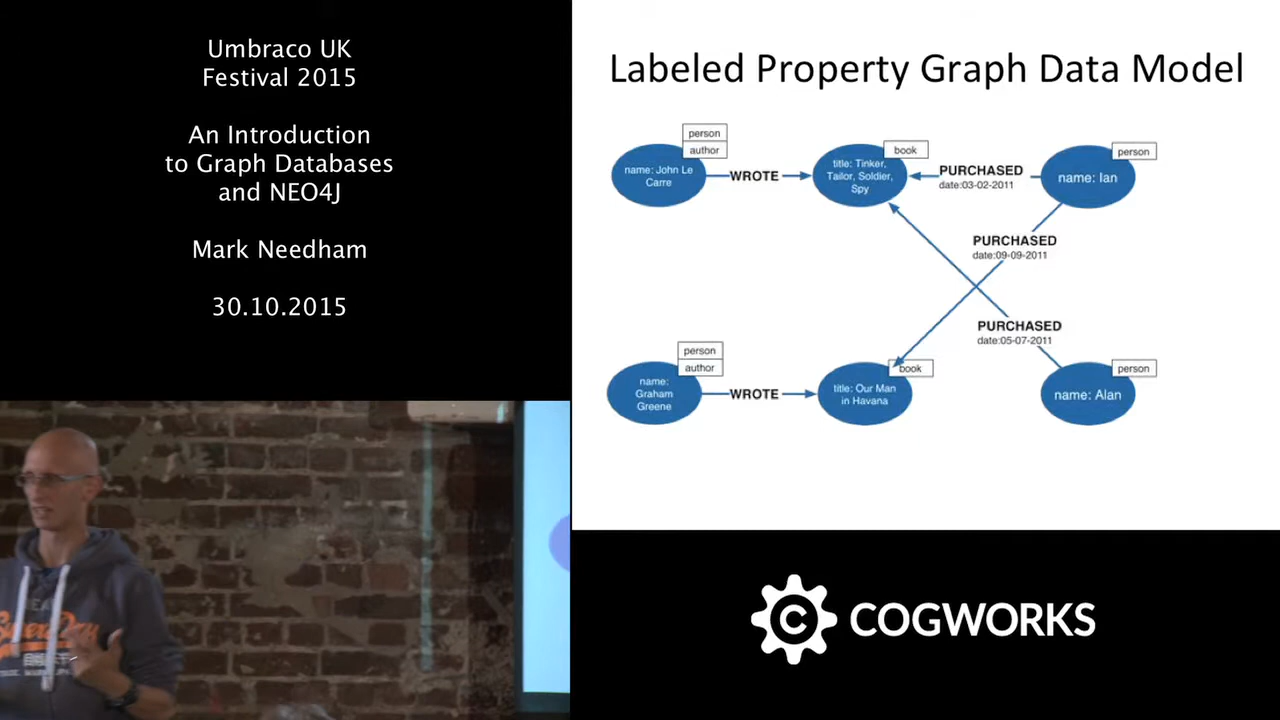 Umbraco UK
Festival 2015
An Introduction
to Graph Databases
and NEO4J
Mark Needham
30.10.2015
Labeled Property Graph Data Model
person
author
name: John Le
Carre
WROTE
book
title: Tinker,
Tailor, Soldier,
Spy
PURCHASED
date:03-02-2011
person
name: Ian
PURCHASED
date:09-09-2011
PURCHASED
date:05-07-2011
person
author
name:
Graham
Greene
WROTE
book
title: Our Man
in Havana
person
name: Alan
C COGWORKS